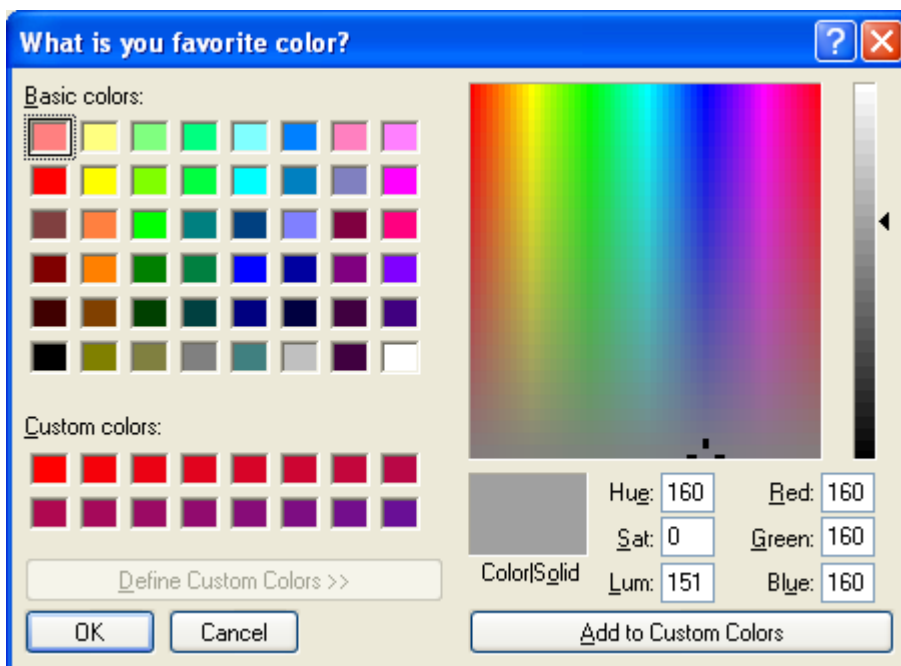 What is you favorite color?
Basic colors:
Custom colors:
Define Custom Colors >>
OK Cancel
Hue: 160 Red: 160
Sat: 0 Green: 160
Color|Solid
Lum: 151 Blue: 160
Add to Custom Colors